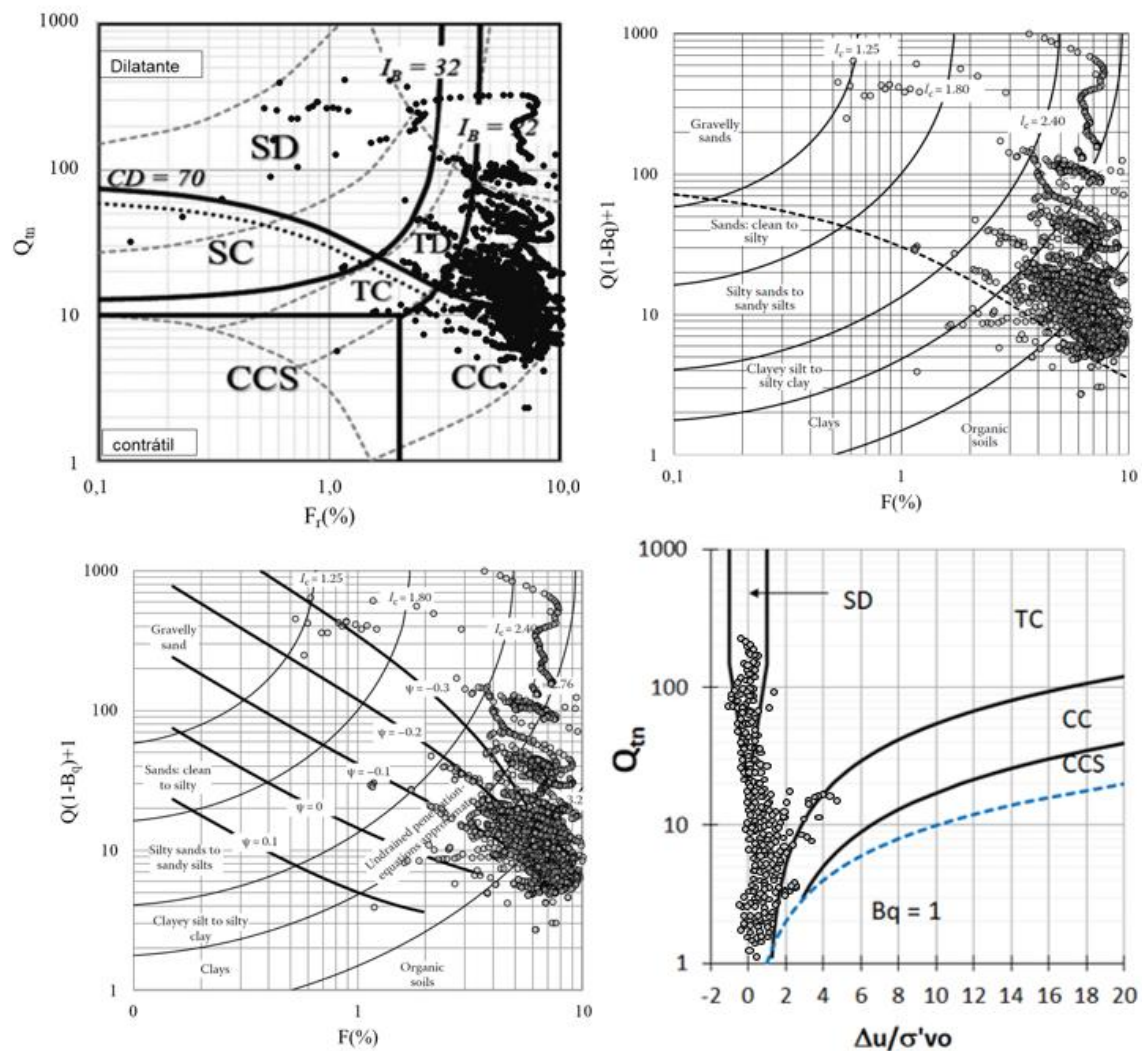 1000
Dilatante
I_B = 32
SD
CD = 70
100
Q_tn
SC
TD
TC
10
CCS
CC
contrátil
1
0,1
1,0
10,0
F_r(%)
1000
I_c = 1.25
I_c = 1.80
I_c = 2.40
Gravelly
sands
100
Q(1-Bq)+1
Sands: clean to
silty
Silty sands to
sandy silts
10
Clayey silt to
silty clay
Clays
Organic
soils
1
0.1
1
10
F(%)
1000
I_c = 1.25
I_c = 1.80
I_c = 2.40
Gravelly
sand
ψ = −0.3
100
ψ = −0.2
Q(1-B_q)+1
ψ = −0.1
Sands: clean
to silty
ψ = 0
ψ = 0.1
Undrained penetration-
equations approximate
10
Silty sands to
sandy silts
Clayey silt to silty
clay
Clays
Organic
soils
1
0
1
10
F(%)
1000
SD
TC
100
Q_tn
CC
CCS
10
Bq = 1
1
-2 0 2 4 6 8 10 12 14 16 18 20
Δu/σ'vo